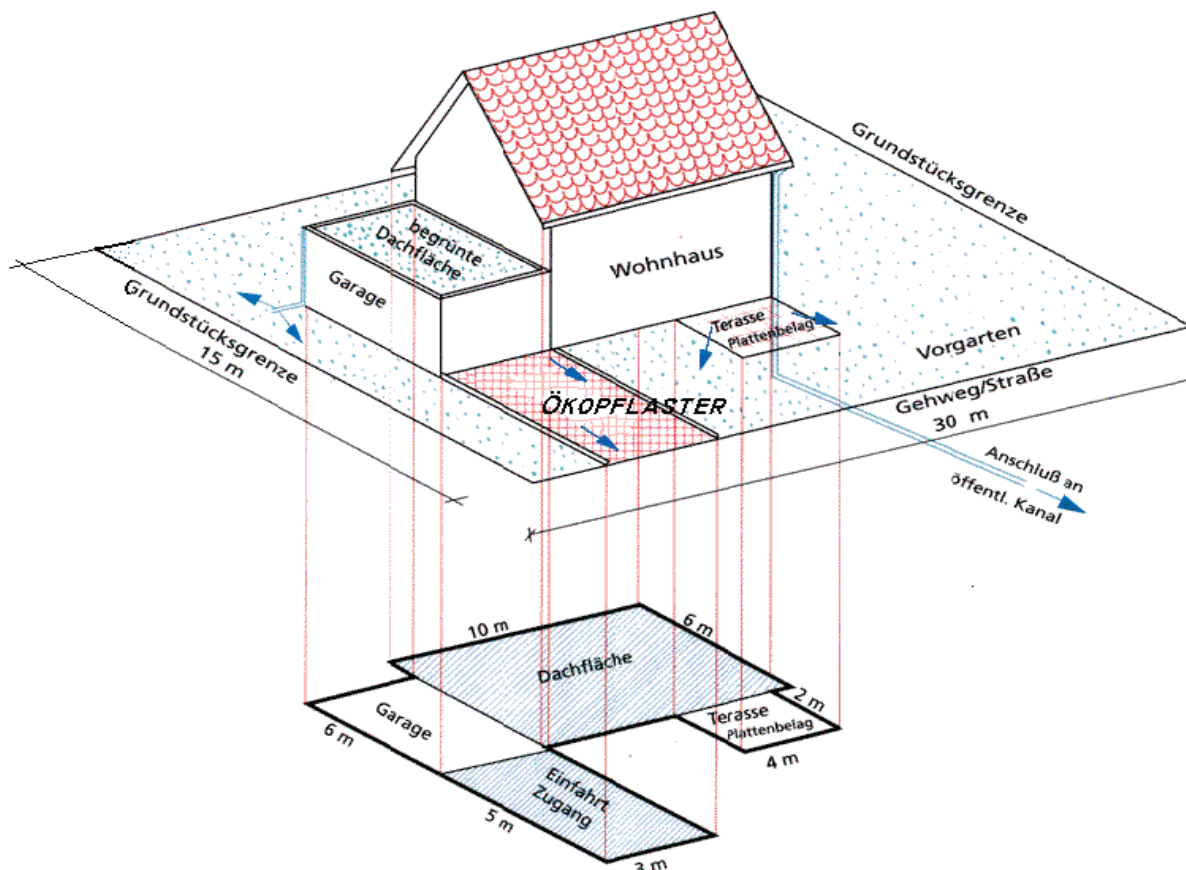 Grundstücksgrenze
begrünte
Dachfläche
Wohnhaus
Garage
Grundstücksgrenze
15 m
Terasse
Plattenbelag
Vorgarten
Gehweg/Straße
30 m
ÖKOPFLASTER
Anschluß an
öffentl. Kanal
10 m
6 m
Dachfläche
2 m
Garage
Terasse
Plattenbelag
6 m
4 m
Einfahrt
Zugang
5 m
3 m